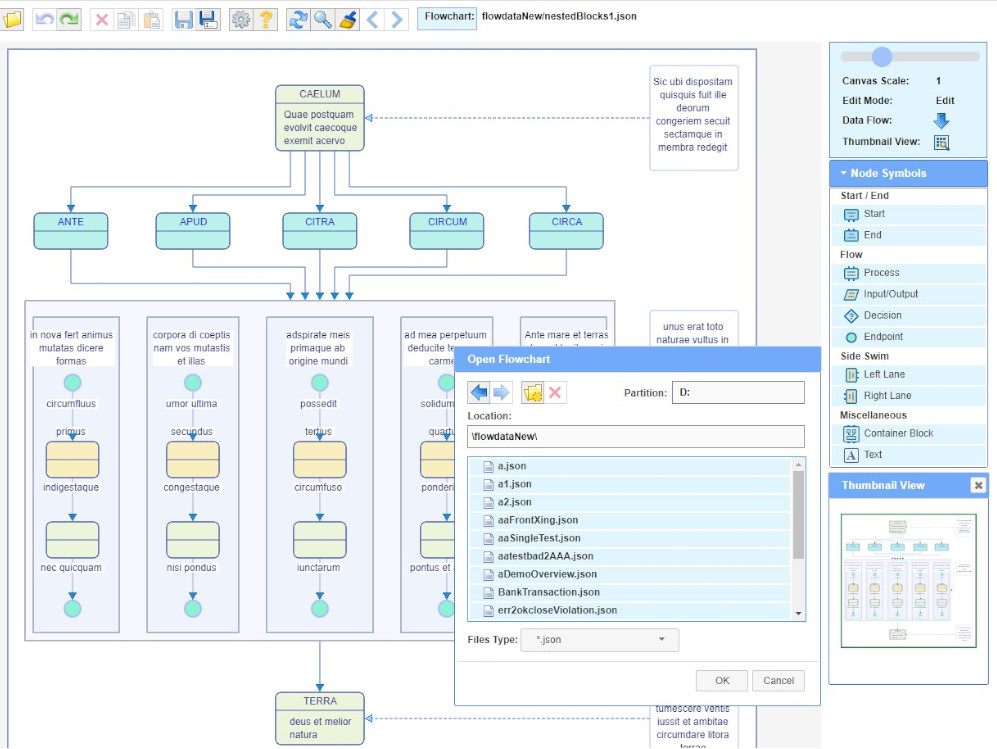 Flowchart: flowdataNew/nestedBlocks1.json
CAELUM
Quae postquam
evolvit caecoque
exemit acervo
Sic ubi dispositam
quisquis fuit ille
deorum
congeriem secuit
sectamque in
membra redegit
ANTE
APUD
CITRA
CIRCUM
CIRCA
in nova fert animus
mutatas dicere
formas
circumfluus
primus
indigestaque
nec quicquam
corpora di coeptis
nam vos mutastis
et illas
umor ultima
secundus
congestaque
nisi pondus
adspirate meis
primaque ab
origine mundi
possedit
tertius
circumfuso
iunctarum
ad mea perpetuum
deducite
carme
solidum
quartu
ponderi
pontus et
Ante mare et terras
unus erat toto
naturae vultus in
TERRA
deus et melior
natura
tumescere ventis
iussit et ambitae
circumdare litora
terrae
Open Flowchart
Partition: D:
Location:
\flowdataNew\
a.json
a1.json
a2.json
aaFrontXing.json
aaSingleTest.json
aatestbad2AAA.json
aDemoOverview.json
BankTransaction.json
err2okcloseViolation.json
Files Type: *.json
OK Cancel
Canvas Scale: 1
Edit Mode: Edit
Data Flow:
Thumbnail View:
Node Symbols
Start / End
Start
End
Flow
Process
Input/Output
Decision
Endpoint
Side Swim
Left Lane
Right Lane
Miscellaneous
Container Block
A Text
Thumbnail View